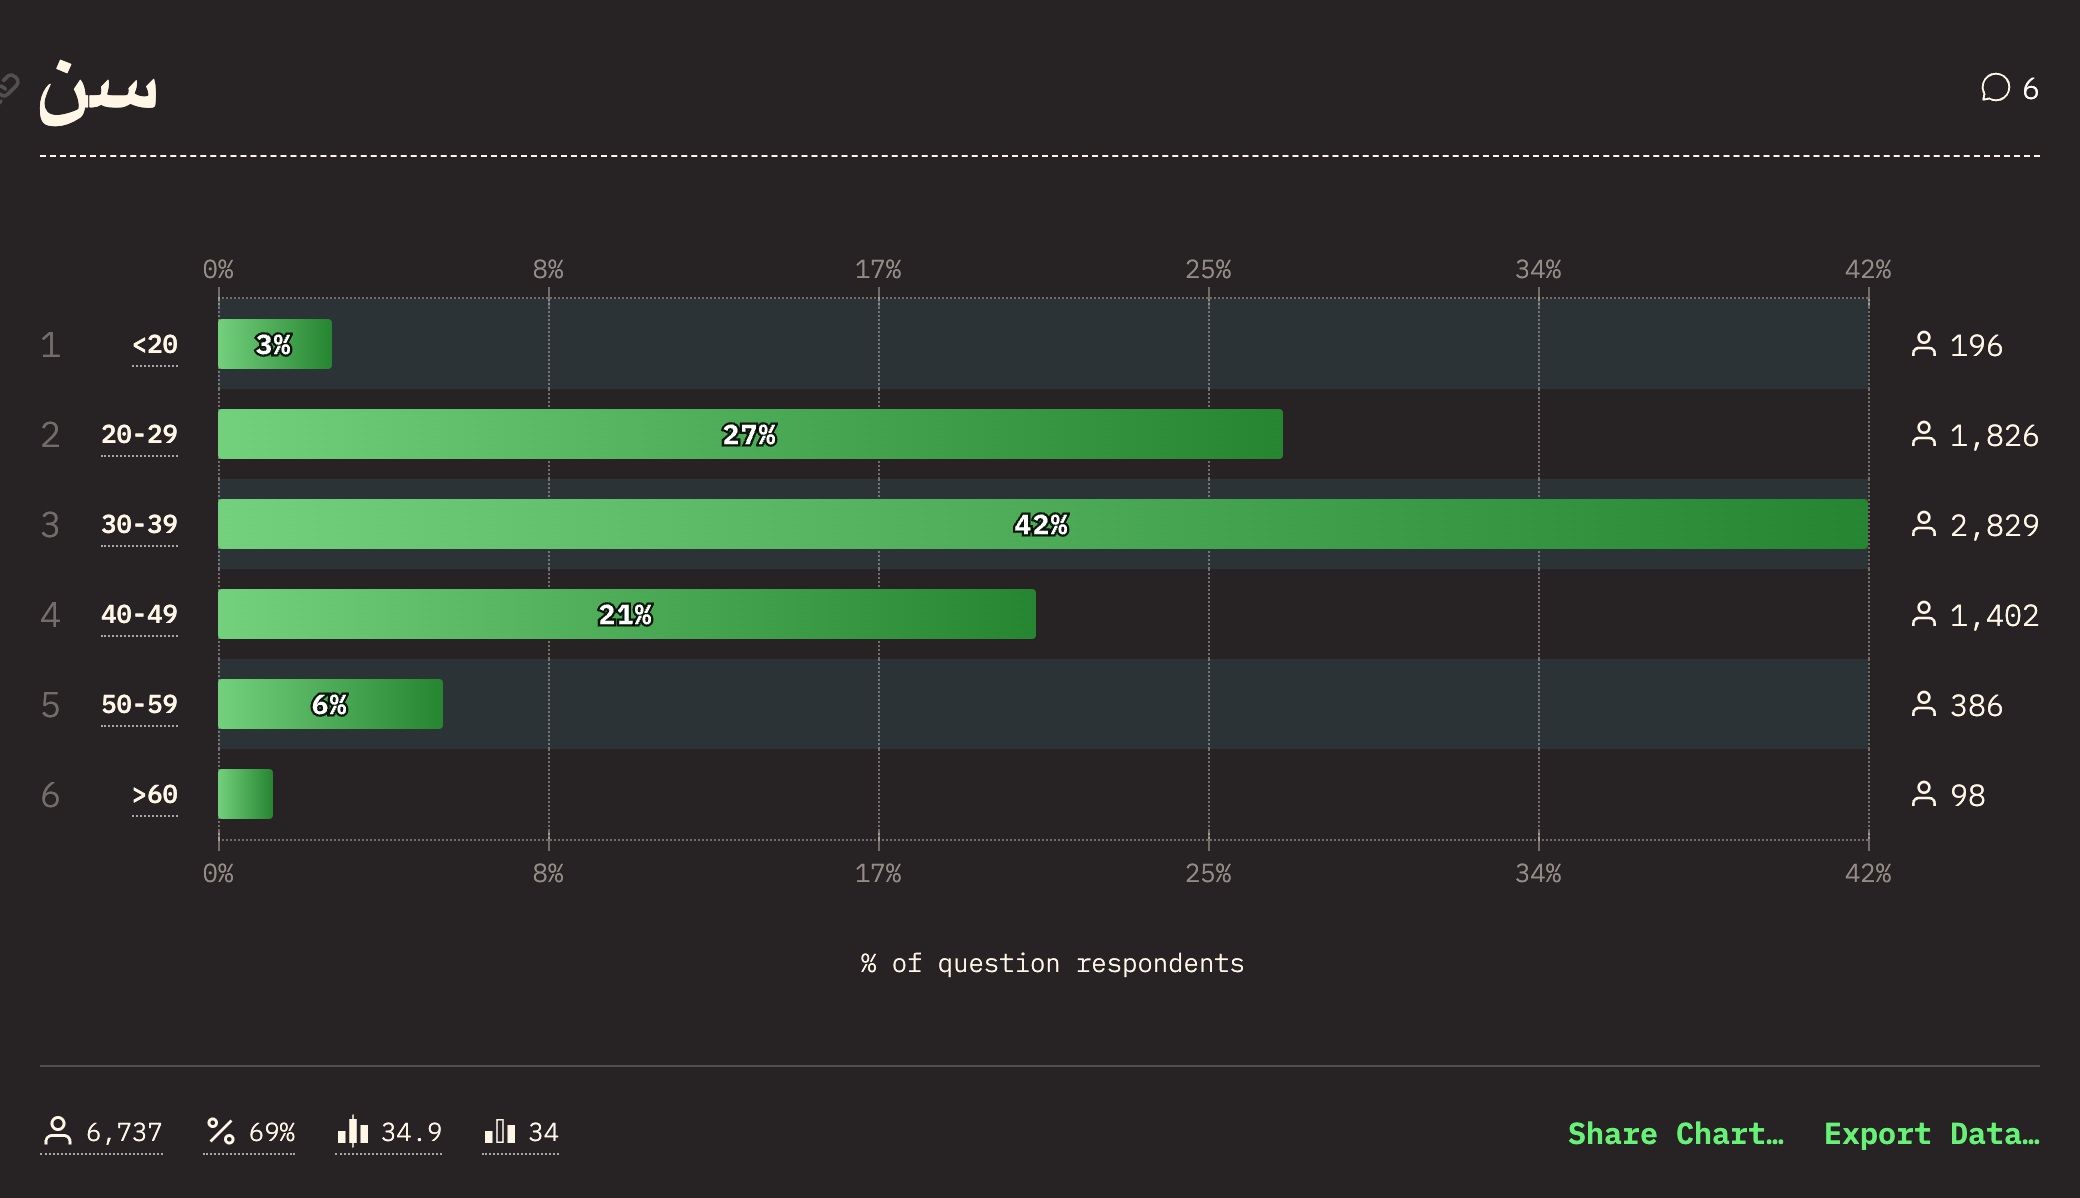 سن
6
0% 8% 17% 25% 34% 42%
1 <20 3% 196
2 20-29 27% 1,826
3 30-39 42% 2,829
4 40-49 21% 1,402
5 50-59 6% 386
6 >60 98
0% 8% 17% 25% 34% 42%
% of question respondents
6,737 % 69% 34.9 34 Share Chart… Export Data…